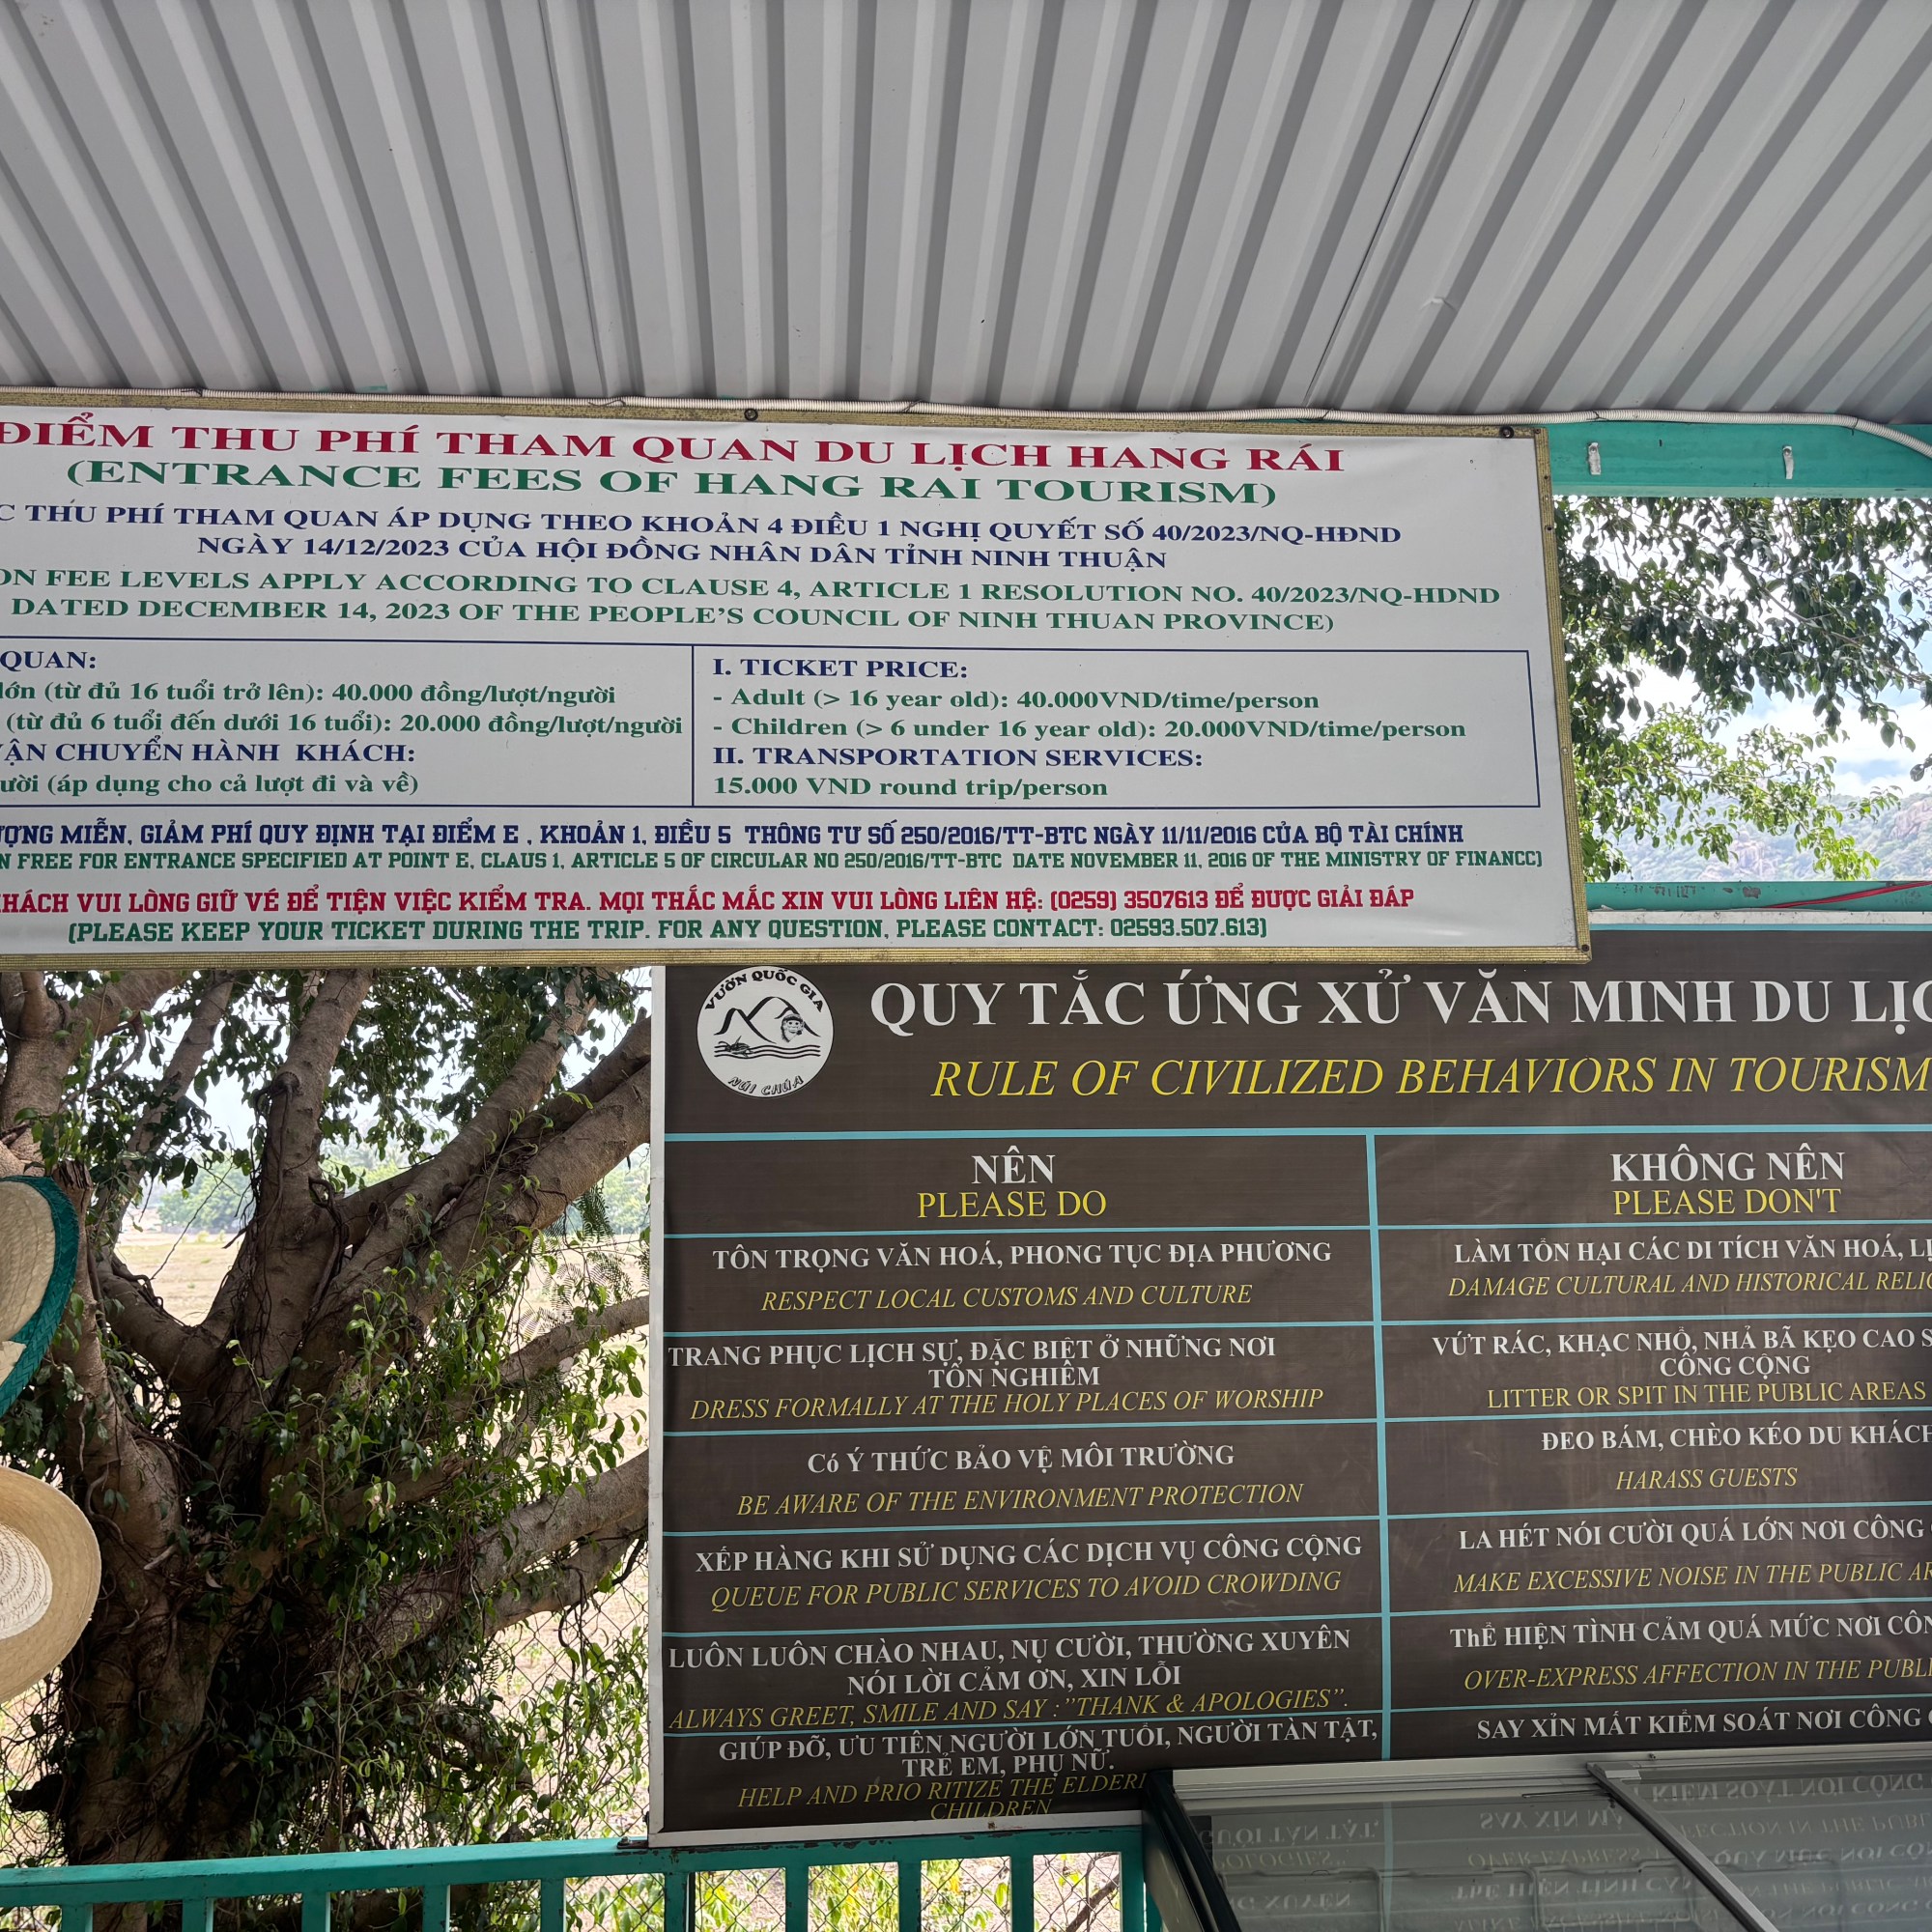 ĐIỂM THU PHÍ THAM QUAN DU LỊCH HANG RÁI
(ENTRANCE FEES OF HANG RAI TOURISM)
THU PHÍ THAM QUAN ÁP DỤNG THEO KHOẢN 4 ĐIỀU 1 NGHỊ QUYẾT SỐ 40/2023/NQ-HĐND
NGÀY 14/12/2023 CỦA HỘI ĐỒNG NHÂN DÂN TỈNH NINH THUẬN
FEE LEVELS APPLY ACCORDING TO CLAUSE 4, ARTICLE 1 RESOLUTION NO. 40/2023/NQ-HDND
DATED DECEMBER 14, 2023 OF THE PEOPLE'S COUNCIL OF NINH THUAN PROVINCE)
QUAN:
lớn (từ đủ 16 tuổi trở lên): 40.000 đồng/lượt/người
(từ đủ 6 tuổi đến dưới 16 tuổi): 20.000 đồng/lượt/người
VẬN CHUYỂN HÀNH KHÁCH:
(áp dụng cho cả lượt đi và về)
I. TICKET PRICE:
- Adult (> 16 year old): 40.000VND/time/person
- Children (> 6 under 16 year old): 20.000VND/time/person
II. TRANSPORTATION SERVICES:
15.000 VND round trip/person
MIỄN, GIẢM PHÍ QUY ĐỊNH TẠI ĐIỂM E , KHOẢN 1, ĐIỀU 5 THÔNG TƯ SỐ 250/2016/TT-BTC NGÀY 11/11/2016 CỦA BỘ TÀI CHÍNH
FREE FOR ENTRANCE SPECIFIED AT POINT E, CLAUS 1, ARTICLE 5 OF CIRCULAR NO 250/2016/TT-BTC DATE NOVEMBER 11, 2016 OF THE MINISTRY OF FINANCC)
KHÁCH VUI LÒNG GIỮ VÉ ĐỂ TIỆN VIỆC KIỂM TRA. MỌI THẮC MẮC XIN VUI LÒNG LIÊN HỆ: (0259) 3507613 ĐỂ ĐƯỢC GIẢI ĐÁP
(PLEASE KEEP YOUR TICKET DURING THE TRIP. FOR ANY QUESTION, PLEASE CONTACT: 02593.507.613)
VƯỜN QUỐC GIA
NÚI CHÚA
QUY TẮC ỨNG XỬ VĂN MINH DU LỊC
RULE OF CIVILIZED BEHAVIORS IN TOURISM
NÊN
PLEASE DO
TÔN TRỌNG VĂN HOÁ, PHONG TỤC ĐỊA PHƯƠNG
RESPECT LOCAL CUSTOMS AND CULTURE
TRANG PHỤC LỊCH SỰ, ĐẶC BIỆT Ở NHỮNG NƠI
TÔN NGHIÊM
DRESS FORMALLY AT THE HOLY PLACES OF WORSHIP
Có Ý THỨC BẢO VỆ MÔI TRƯỜNG
BE AWARE OF THE ENVIRONMENT PROTECTION
XẾP HÀNG KHI SỬ DỤNG CÁC DỊCH VỤ CÔNG CỘNG
QUEUE FOR PUBLIC SERVICES TO AVOID CROWDING
LUÔN LUÔN CHÀO NHAU, NỤ CƯỜI, THƯỜNG XUYÊN
NÓI LỜI CẢM ƠN, XIN LỖI
ALWAYS GREET, SMILE AND SAY :"THANK & APOLOGIES".
GIÚP ĐỠ, ƯU TIÊN NGƯỜI LỚN TUỔI, NGƯỜI TÀN TẬT,
TRẺ EM, PHỤ NỮ.
HELP AND PRIO RITIZE THE ELDERL
CHILDREN
KHÔNG NÊN
PLEASE DON'T
LÀM TỔN HẠI CÁC DI TÍCH VĂN HOÁ, L
DAMAGE CULTURAL AND HISTORICAL RELI
VỨT RÁC, KHẠC NHỔ, NHẢ BÃ KẸO CAO S
CÔNG CỘNG
LITTER OR SPIT IN THE PUBLIC AREAS
ĐEO BÁM, CHÈO KÉO DU KHÁCH
HARASS GUESTS
LA HÉT NÓI CƯỜI QUÁ LỚN NƠI CÔNG
MAKE EXCESSIVE NOISE IN THE PUBLIC AR
ThỂ HIỆN TÌNH CẢM QUÁ MỨC NƠI CÔN
OVER-EXPRESS AFFECTION IN THE PUBL
SAY XỈN MẤT KIỂM SOÁT NƠI CÔNG